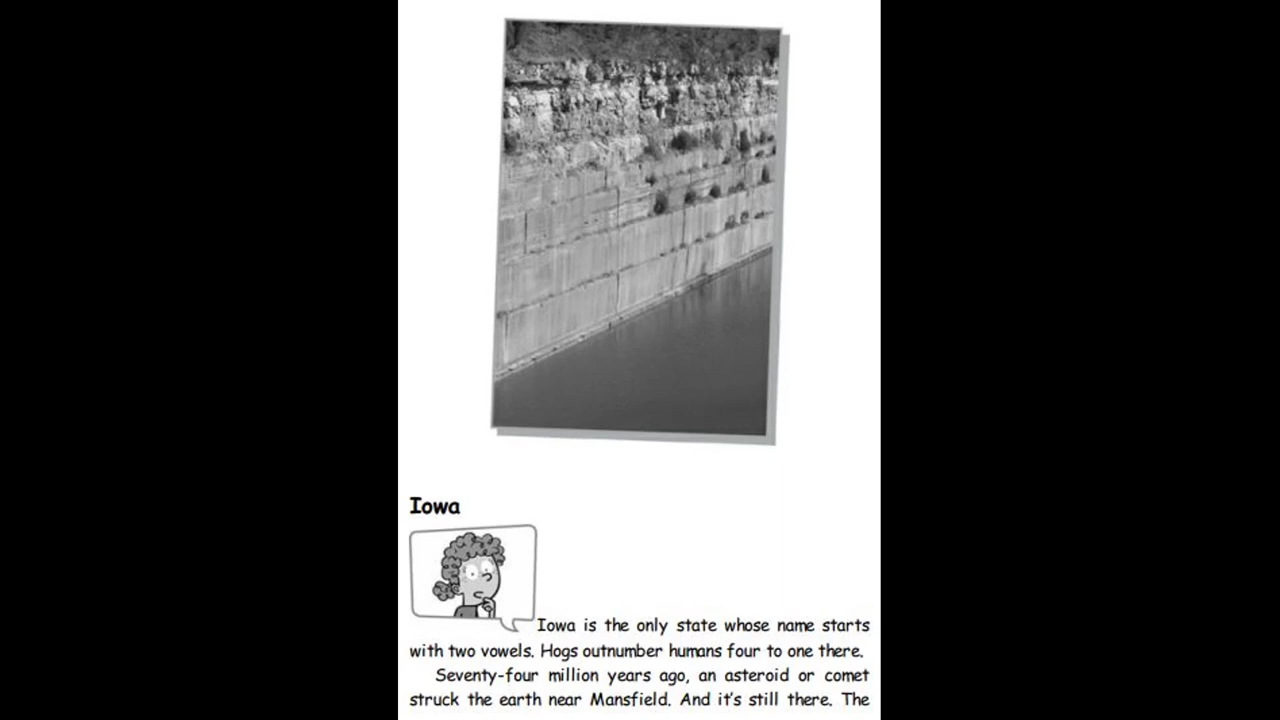 Iowa
Iowa is the only state whose name starts
with two vowels. Hogs outnumber humans four to one there.
Seventy-four million years ago, an asteroid or comet
struck the earth near Mansfield. And it's still there. The